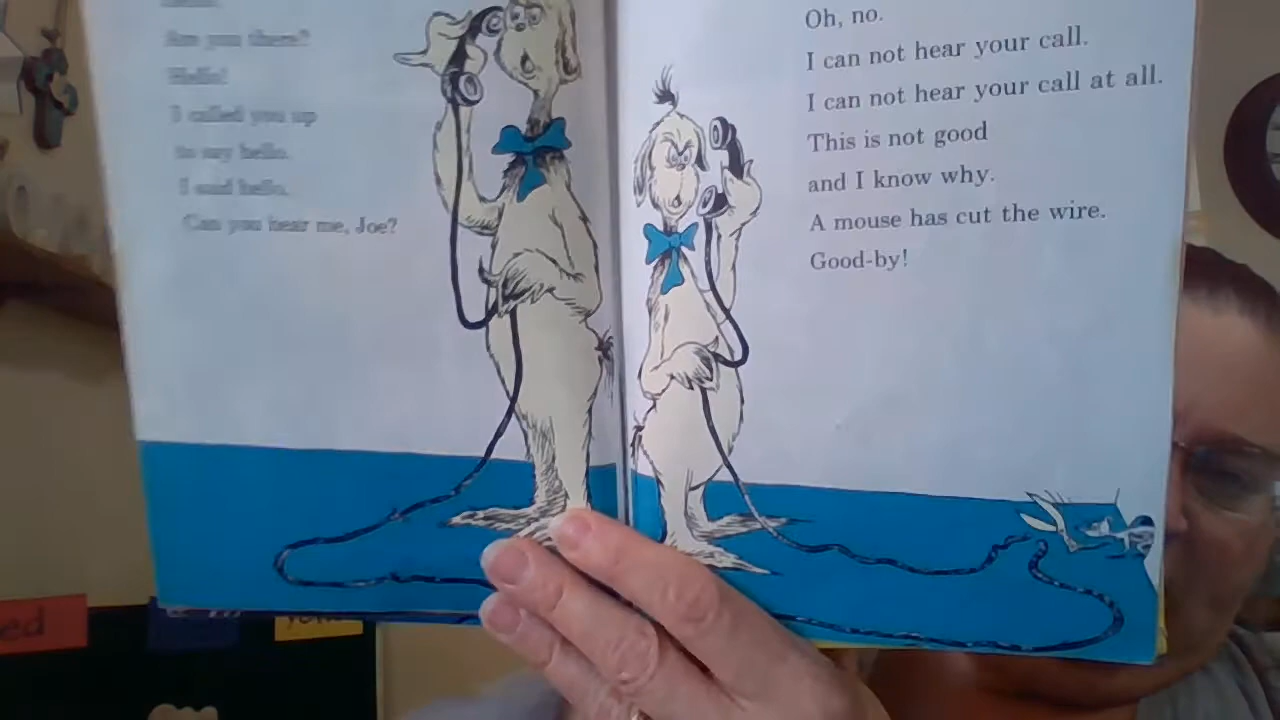 Are you there?
Hello!
I called you up
to say hello.
I said hello.
Can you hear me, Joe?
Oh, no.
I can not hear your call.
I can not hear your call at all.
This is not good
and I know why.
A mouse has cut the wire.
Good-by!
ed